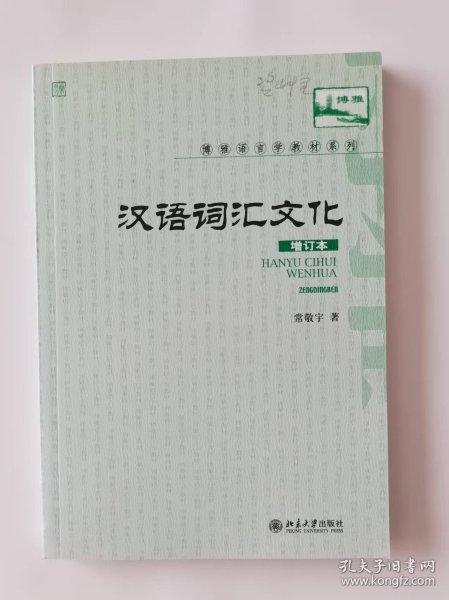 博雅
博雅语言学教材系列
汉语词汇文化
增订本
HANYU CIHUI
WENHUA
ZENGDINGBEN
常敬宇 著
北京大学出版社
PEKING UNIVERSITY PRESS
孔夫子旧书网
www.kongfz.com